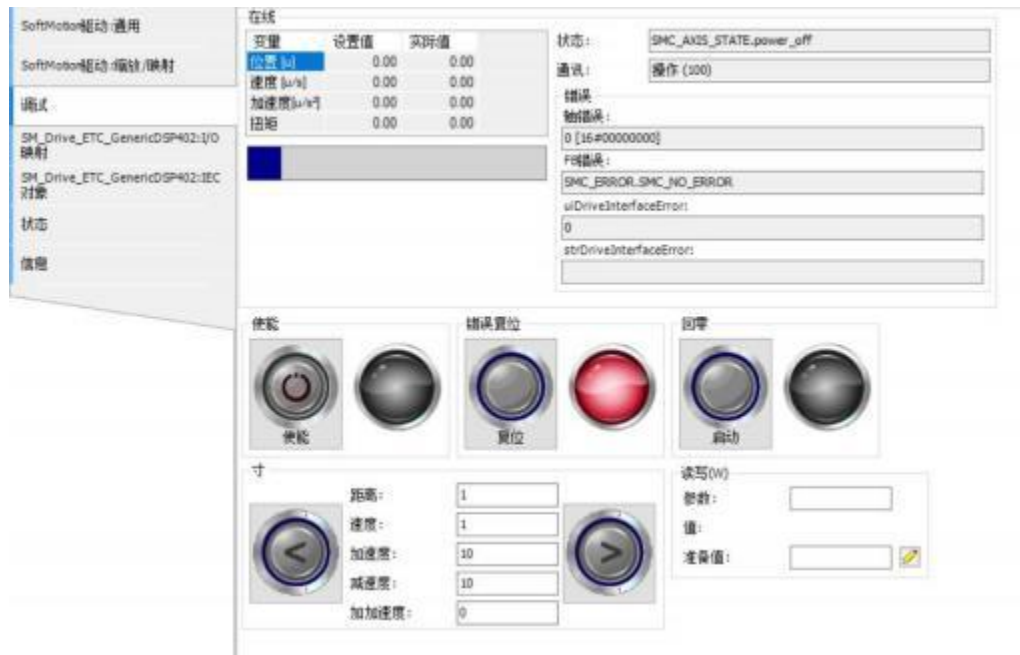 SoftMotion驱动:通用
SoftMotion驱动:缩放/映射
调试
SM_Drive_ETC_GenericDSP402:I/O
映射
SM_Drive_ETC_GenericDSP402:IEC
对象
状态
信息
在线
变量 设置值 实际值
位置 [u] 0.00 0.00
速度 [u/s] 0.00 0.00
加速度[u/s²] 0.00 0.00
扭矩 0.00 0.00
状态: SMC_AXIS_STATE.power_off
通讯: 操作 (100)
错误
轴错误:
0 [16#00000000]
FB错误:
SMC_ERROR.SMC_NO_ERROR
uiDriveInterfaceError:
0
strDriveInterfaceError:
使能
使能
错误复位
复位
回零
启动
寸
<
距离: 1
速度: 1
加速度: 10
减速度: 10
加加速度: 0
>
读写(W)
参数:
值:
准备值: